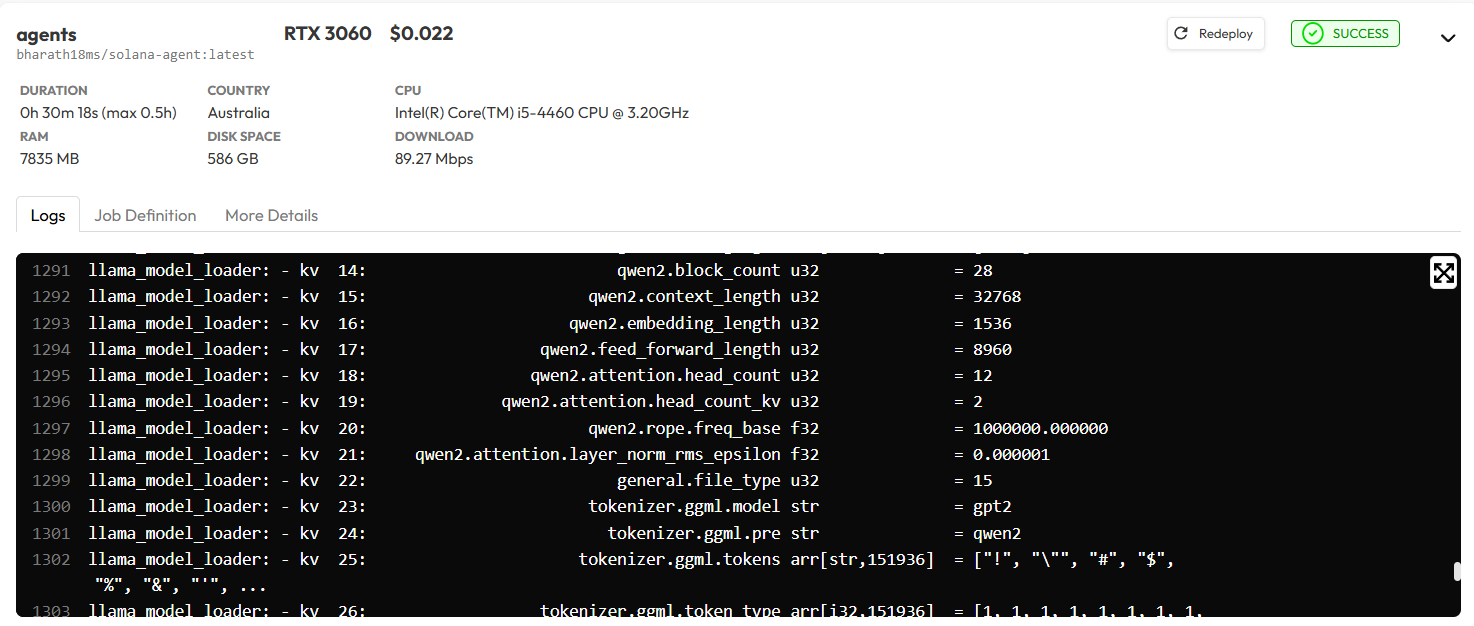 agents RTX 3060 $0.022 Redeploy SUCCESS
bharath18ms/solana-agent:latest
DURATION COUNTRY CPU
0h 30m 18s (max 0.5h) Australia Intel(R) Core(TM) i5-4460 CPU @ 3.20GHz
RAM DISK SPACE DOWNLOAD
7835 MB 586 GB 89.27 Mbps
Logs Job Definition More Details
1291 llama_model_loader: - kv 14: qwen2.block_count u32 = 28
1292 llama_model_loader: - kv 15: qwen2.context_length u32 = 32768
1293 llama_model_loader: - kv 16: qwen2.embedding_length u32 = 1536
1294 llama_model_loader: - kv 17: qwen2.feed_forward_length u32 = 8960
1295 llama_model_loader: - kv 18: qwen2.attention.head_count u32 = 12
1296 llama_model_loader: - kv 19: qwen2.attention.head_count_kv u32 = 2
1297 llama_model_loader: - kv 20: qwen2.rope.freq_base f32 = 1000000.000000
1298 llama_model_loader: - kv 21: qwen2.attention.layer_norm_rms_epsilon f32 = 0.000001
1299 llama_model_loader: - kv 22: general.file_type u32 = 15
1300 llama_model_loader: - kv 23: tokenizer.ggml.model str = gpt2
1301 llama_model_loader: - kv 24: tokenizer.ggml.pre str = qwen2
1302 llama_model_loader: - kv 25: tokenizer.ggml.tokens arr[str,151936] = ["!", "\"", "#", "$",
"%", "&", "'", ...
1303 llama_model_loader: - kv 26: tokenizer.ggml.token_type arr[i32,151936] = [1, 1, 1, 1, 1, 1, 1, 1,